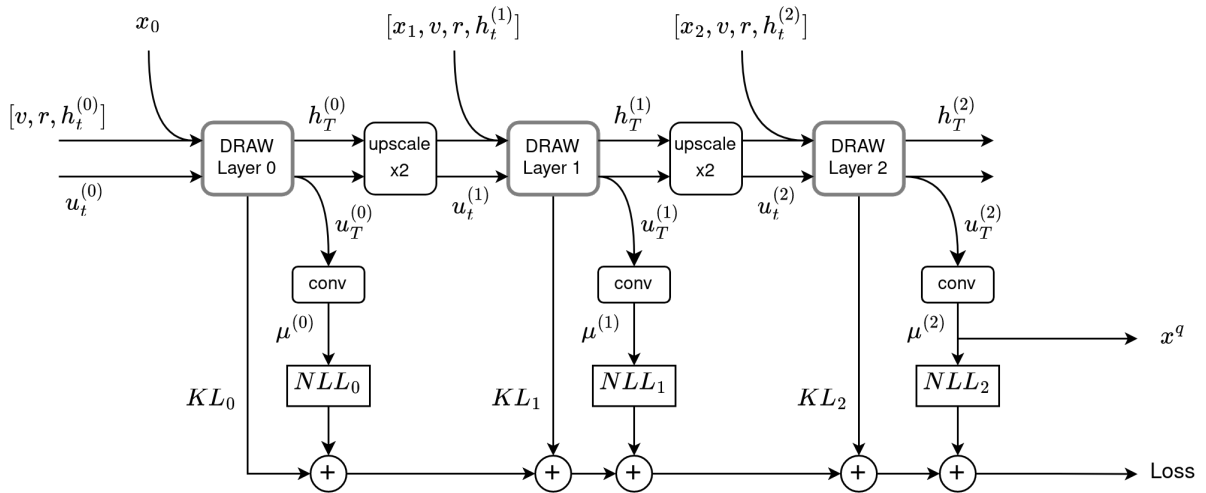 x_0
[x_1, v, r, h_t^{(1)}]
[x_2, v, r, h_t^{(2)}]
[v, r, h_t^{(0)}]
h_T^{(0)}
h_T^{(1)}
h_T^{(2)}
DRAW
Layer 0
upscale
x2
DRAW
Layer 1
upscale
x2
DRAW
Layer 2
u_t^{(0)}
u_t^{(1)}
u_t^{(2)}
u_T^{(0)}
u_T^{(1)}
u_T^{(2)}
conv
conv
conv
μ^{(0)}
μ^{(1)}
μ^{(2)}
x^q
NLL_0
NLL_1
NLL_2
KL_0
KL_1
KL_2
+
+
+
+
+
Loss